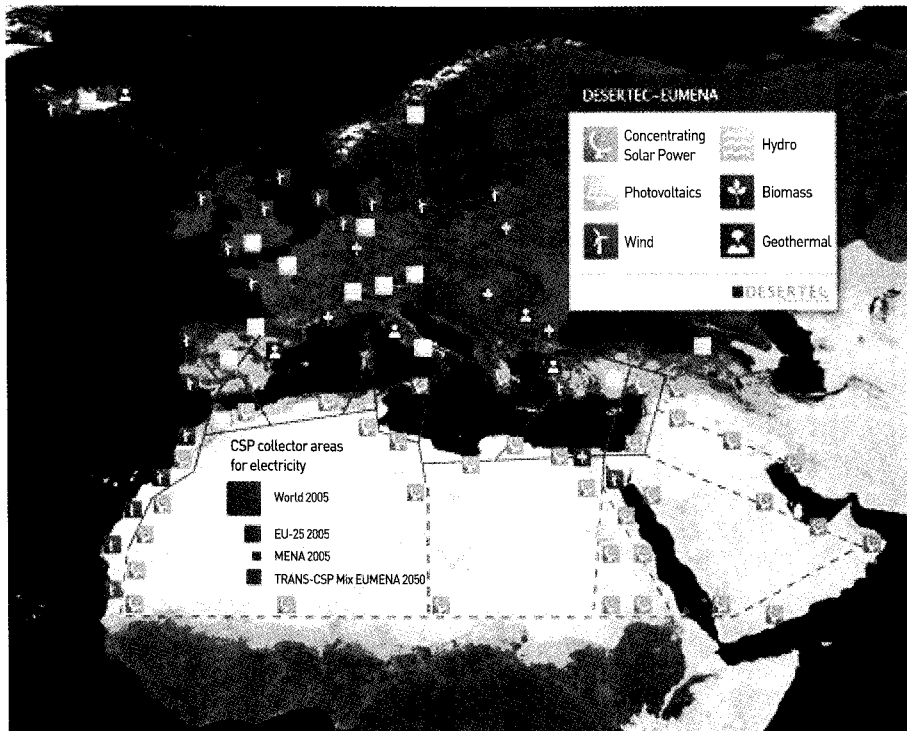 DESERTEC-EUMENA
Concentrating
Solar Power
Hydro
Photovoltaics
Biomass
Wind
Geothermal
DESERTEC
CSP collector areas
for electricity
World 2005
EU-25 2005
MENA 2005
TRANS-CSP Mix EUMENA 2050